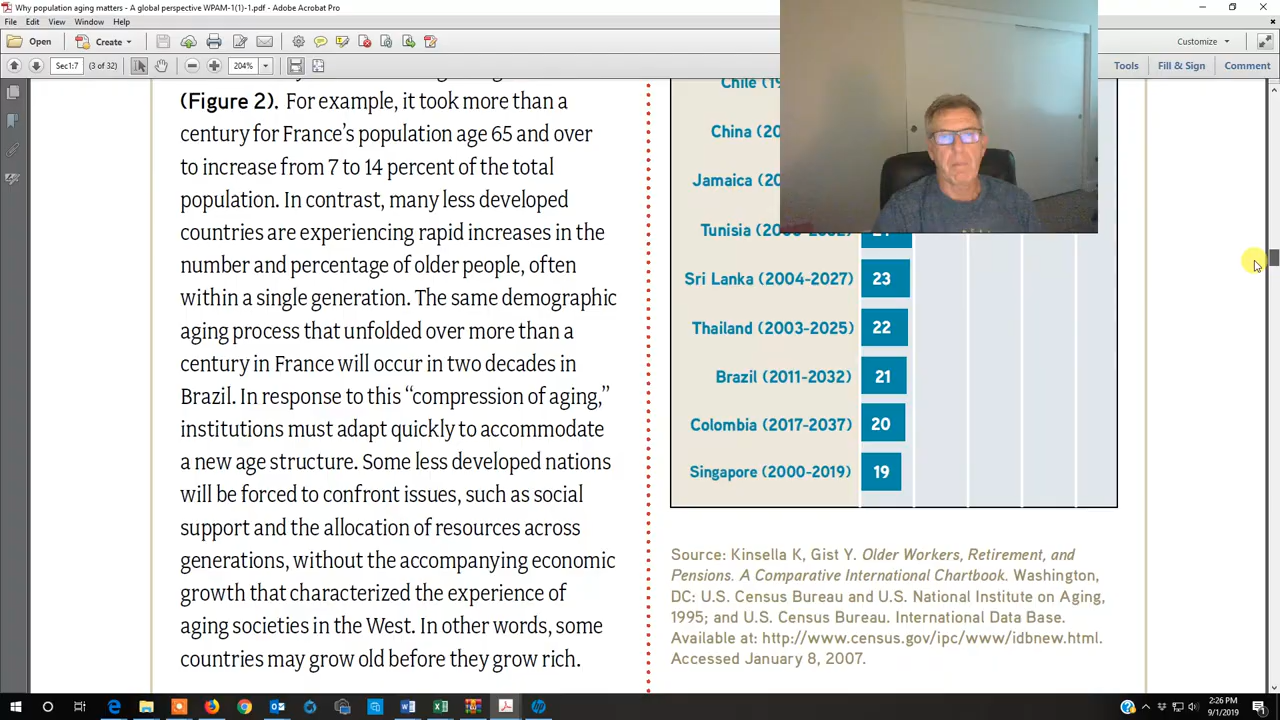 Why population aging matters - A global perspective WPAM-1(1)-1.pdf - Adobe Acrobat Pro
File Edit View Window Help
Open Create Customize
Sec1:7 (3 of 32) 204% Tools Fill & Sign Comment
(Figure 2). For example, it took more than a
century for France's population age 65 and over
to increase from 7 to 14 percent of the total
population. In contrast, many less developed
countries are experiencing rapid increases in the
number and percentage of older people, often
within a single generation. The same demographic
aging process that unfolded over more than a
century in France will occur in two decades in
Brazil. In response to this “compression of aging,”
institutions must adapt quickly to accommodate
a new age structure. Some less developed nations
will be forced to confront issues, such as social
support and the allocation of resources across
generations, without the accompanying economic
growth that characterized the experience of
aging societies in the West. In other words, some
countries may grow old before they grow rich.
Chile
China
Jamaica
Tunisia
Sri Lanka (2004-2027) 23
Thailand (2003-2025) 22
Brazil (2011-2032) 21
Colombia (2017-2037) 20
Singapore (2000-2019) 19
Source: Kinsella K, Gist Y. Older Workers, Retirement, and
Pensions. A Comparative International Chartbook. Washington,
DC: U.S. Census Bureau and U.S. National Institute on Aging,
1995; and U.S. Census Bureau. International Data Base.
Available at: http://www.census.gov/ipc/www/idbnew.html.
Accessed January 8, 2007.
2:26 PM
9/1/2019